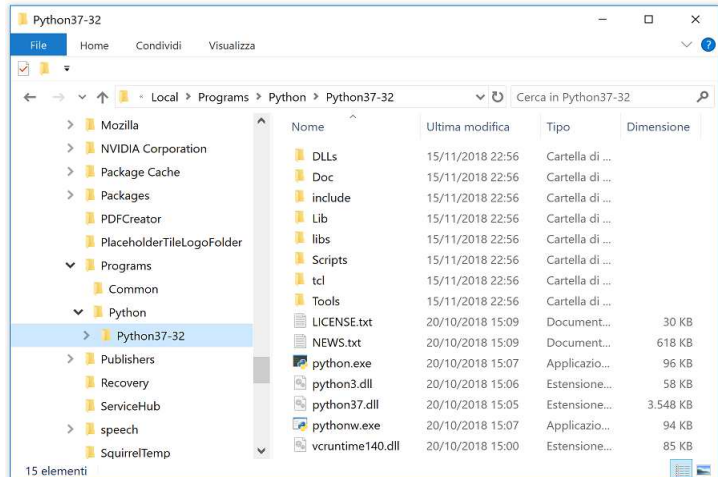 Python37-32
File Home Condividi Visualizza
« Local > Programs > Python > Python37-32 Cerca in Python37-32
Mozilla
NVIDIA Corporation
Package Cache
Packages
PDFCreator
PlaceholderTileLogoFolder
Programs
Common
Python
Python37-32
Publishers
Recovery
ServiceHub
speech
SquirrelTemp
Nome Ultima modifica Tipo Dimensione
DLLs 15/11/2018 22:56 Cartella di ...
Doc 15/11/2018 22:56 Cartella di ...
include 15/11/2018 22:56 Cartella di ...
Lib 15/11/2018 22:56 Cartella di ...
libs 15/11/2018 22:56 Cartella di ...
Scripts 15/11/2018 22:56 Cartella di ...
tcl 15/11/2018 22:56 Cartella di ...
Tools 15/11/2018 22:56 Cartella di ...
LICENSE.txt 20/10/2018 15:09 Document... 30 KB
NEWS.txt 20/10/2018 15:09 Document... 618 KB
python.exe 20/10/2018 15:07 Applicazio... 96 KB
python3.dll 20/10/2018 15:06 Estensione... 58 KB
python37.dll 20/10/2018 15:05 Estensione... 3.548 KB
pythonw.exe 20/10/2018 15:07 Applicazio... 94 KB
vcruntime140.dll 20/10/2018 15:00 Estensione... 85 KB
15 elementi